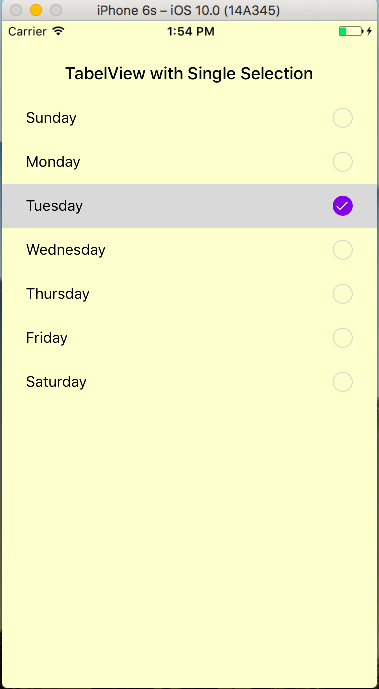 iPhone 6s – iOS 10.0 (14A345)
Carrier 1:54 PM
TabelView with Single Selection
Sunday
Monday
Tuesday
Wednesday
Thursday
Friday
Saturday